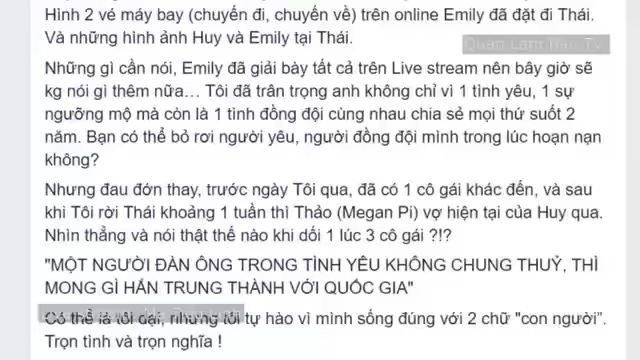 Hình 2 vé máy bay (chuyến đi, chuyến về) trên online Emily đã đặt đi Thái.
Và những hình ảnh Huy và Emily tại Thái.
Quan Lam Bao Tv
Những gì cần nói, Emily đã giải bày tất cả trên Live stream nên bây giờ sẽ
kg nói gì thêm nữa... Tôi đã trân trọng anh không chỉ vì 1 tình yêu, 1 sự
ngưỡng mộ mà còn là 1 tình đồng đội cùng nhau chia sẻ mọi thứ suốt 2
năm. Bạn có thể bỏ rơi người yêu, người đồng đội mình trong lúc hoạn nạn
không?
Nhưng đau đớn thay, trước ngày Tôi qua, đã có 1 cô gái khác đến, và sau
khi Tôi rời Thái khoảng 1 tuần thì Thảo (Megan Pi) vợ hiện tại của Huy qua.
Nhìn thẳng và nói thật thế nào khi dối 1 lúc 3 cô gái ?!?
"MỘT NGƯỜI ĐÀN ÔNG TRONG TÌNH YÊU KHÔNG CHUNG THUỶ, THÌ
MONG GÌ HẮN TRUNG THÀNH VỚI QUỐC GIA"
Có thể là tôi dại, nhưng tôi tự hào vì mình sống đúng với 2 chữ "con người".
Trọn tình và trọn nghĩa !